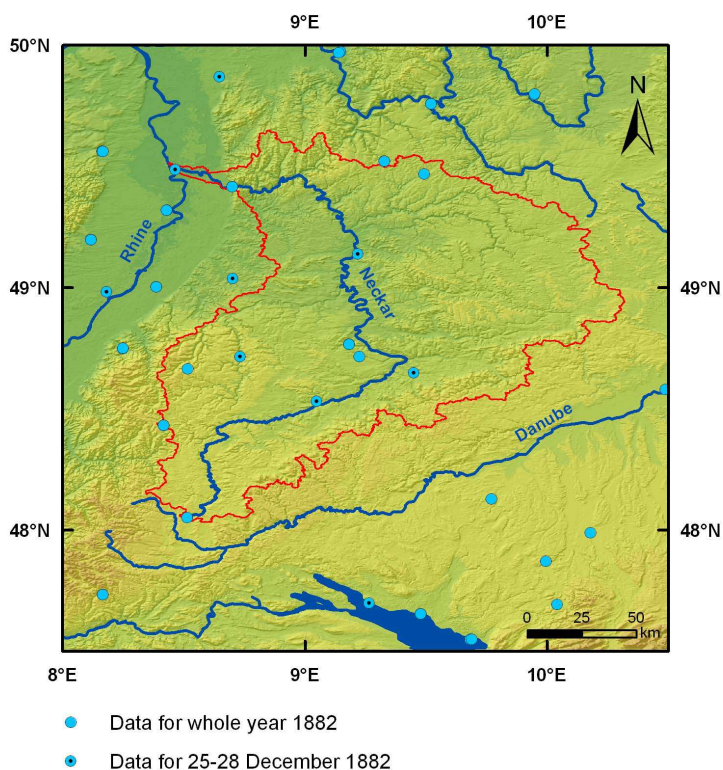 9°E 10°E
50°N
N
Rhine
49°N 49°N
Neckar
Danube
48°N 48°N
0 25 50
km
8°E 9°E 10°E
Data for whole year 1882
Data for 25-28 December 1882